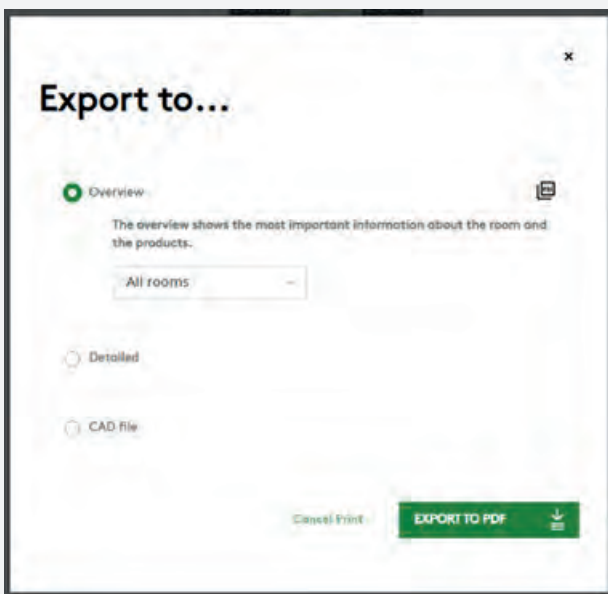 Export to...
Overview
The overview shows the most important information about the room and
the products.
All rooms
Detailed
CAD file
Cancel Print
EXPORT TO PDF